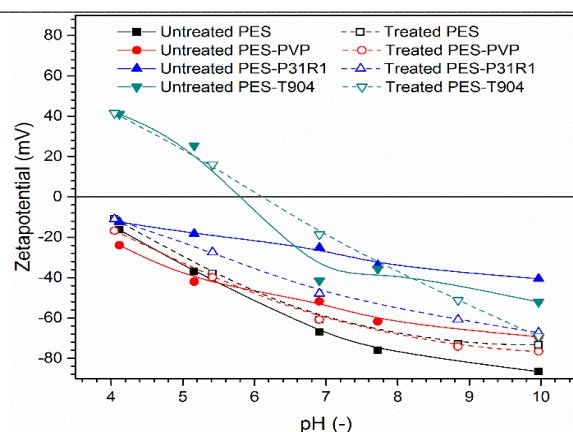 Untreated PES Treated PES
Untreated PES-PVP Treated PES-PVP
Untreated PES-P31R1 Treated PES-P31R1
Untreated PES-T904 Treated PES-T904
80
60
40
20
0
-20
-40
-60
-80
Zetapotential (mV)
4 5 6 7 8 9 10
pH (-)